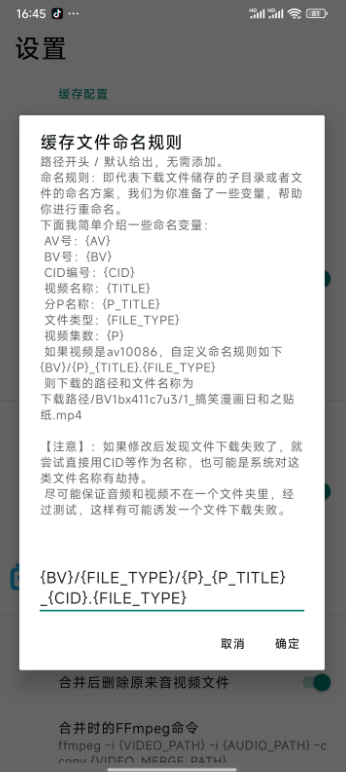 16:45
81
设置
缓存配置
缓存文件命名规则
路径开头 / 默认给出，无需添加。
命名规则：即代表下载文件储存的子目录或者文
件的命名方案，我们为你准备了一些变量，帮助
你进行重命名。
下面我简单介绍一些命名变量：
AV号：{AV}
BV号：{BV}
CID编号：{CID}
视频名称：{TITLE}
分P名称：{P_TITLE}
文件类型：{FILE_TYPE}
视频集数：{P}
如果视频是av10086，自定义命名规则如下
{BV}/{P}_{TITLE}.{FILE_TYPE}
则下载的路径和文件名称为
下载路径/BV1bx411c7u3/1_搞笑漫画日和之贴
纸.mp4
【注意】：如果修改后发现文件下载失败了，就
尝试直接用CID等作为名称，也可能是系统对这
类文件名称有劫持。
尽可能保证音频和视频不在一个文件夹里，经
过测试，这样有可能诱发一个文件下载失败。
{BV}/{FILE_TYPE}/{P}_{P_TITLE}
_{CID}.{FILE_TYPE}
取消 确定
合并后删除原来音视频文件
合并时的FFmpeg命令
ffmpeg -i {VIDEO_PATH} -i {AUDIO_PATH} -c
copy {VIDEO_MERGE_PATH}